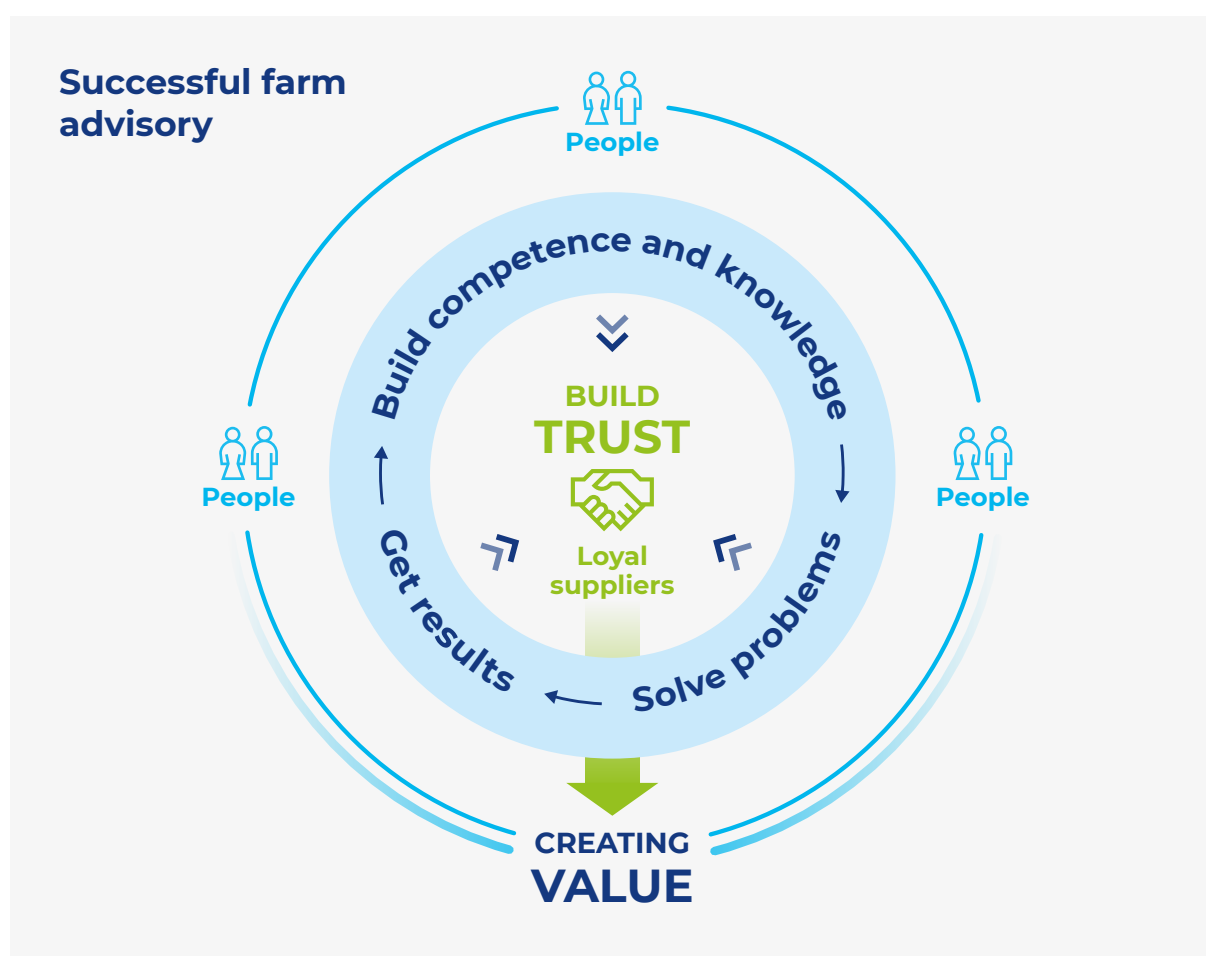 Successful farm
advisory
People
Build competence and knowledge
BUILD
TRUST
People
People
Loyal
suppliers
Get results
Solve problems
CREATING
VALUE